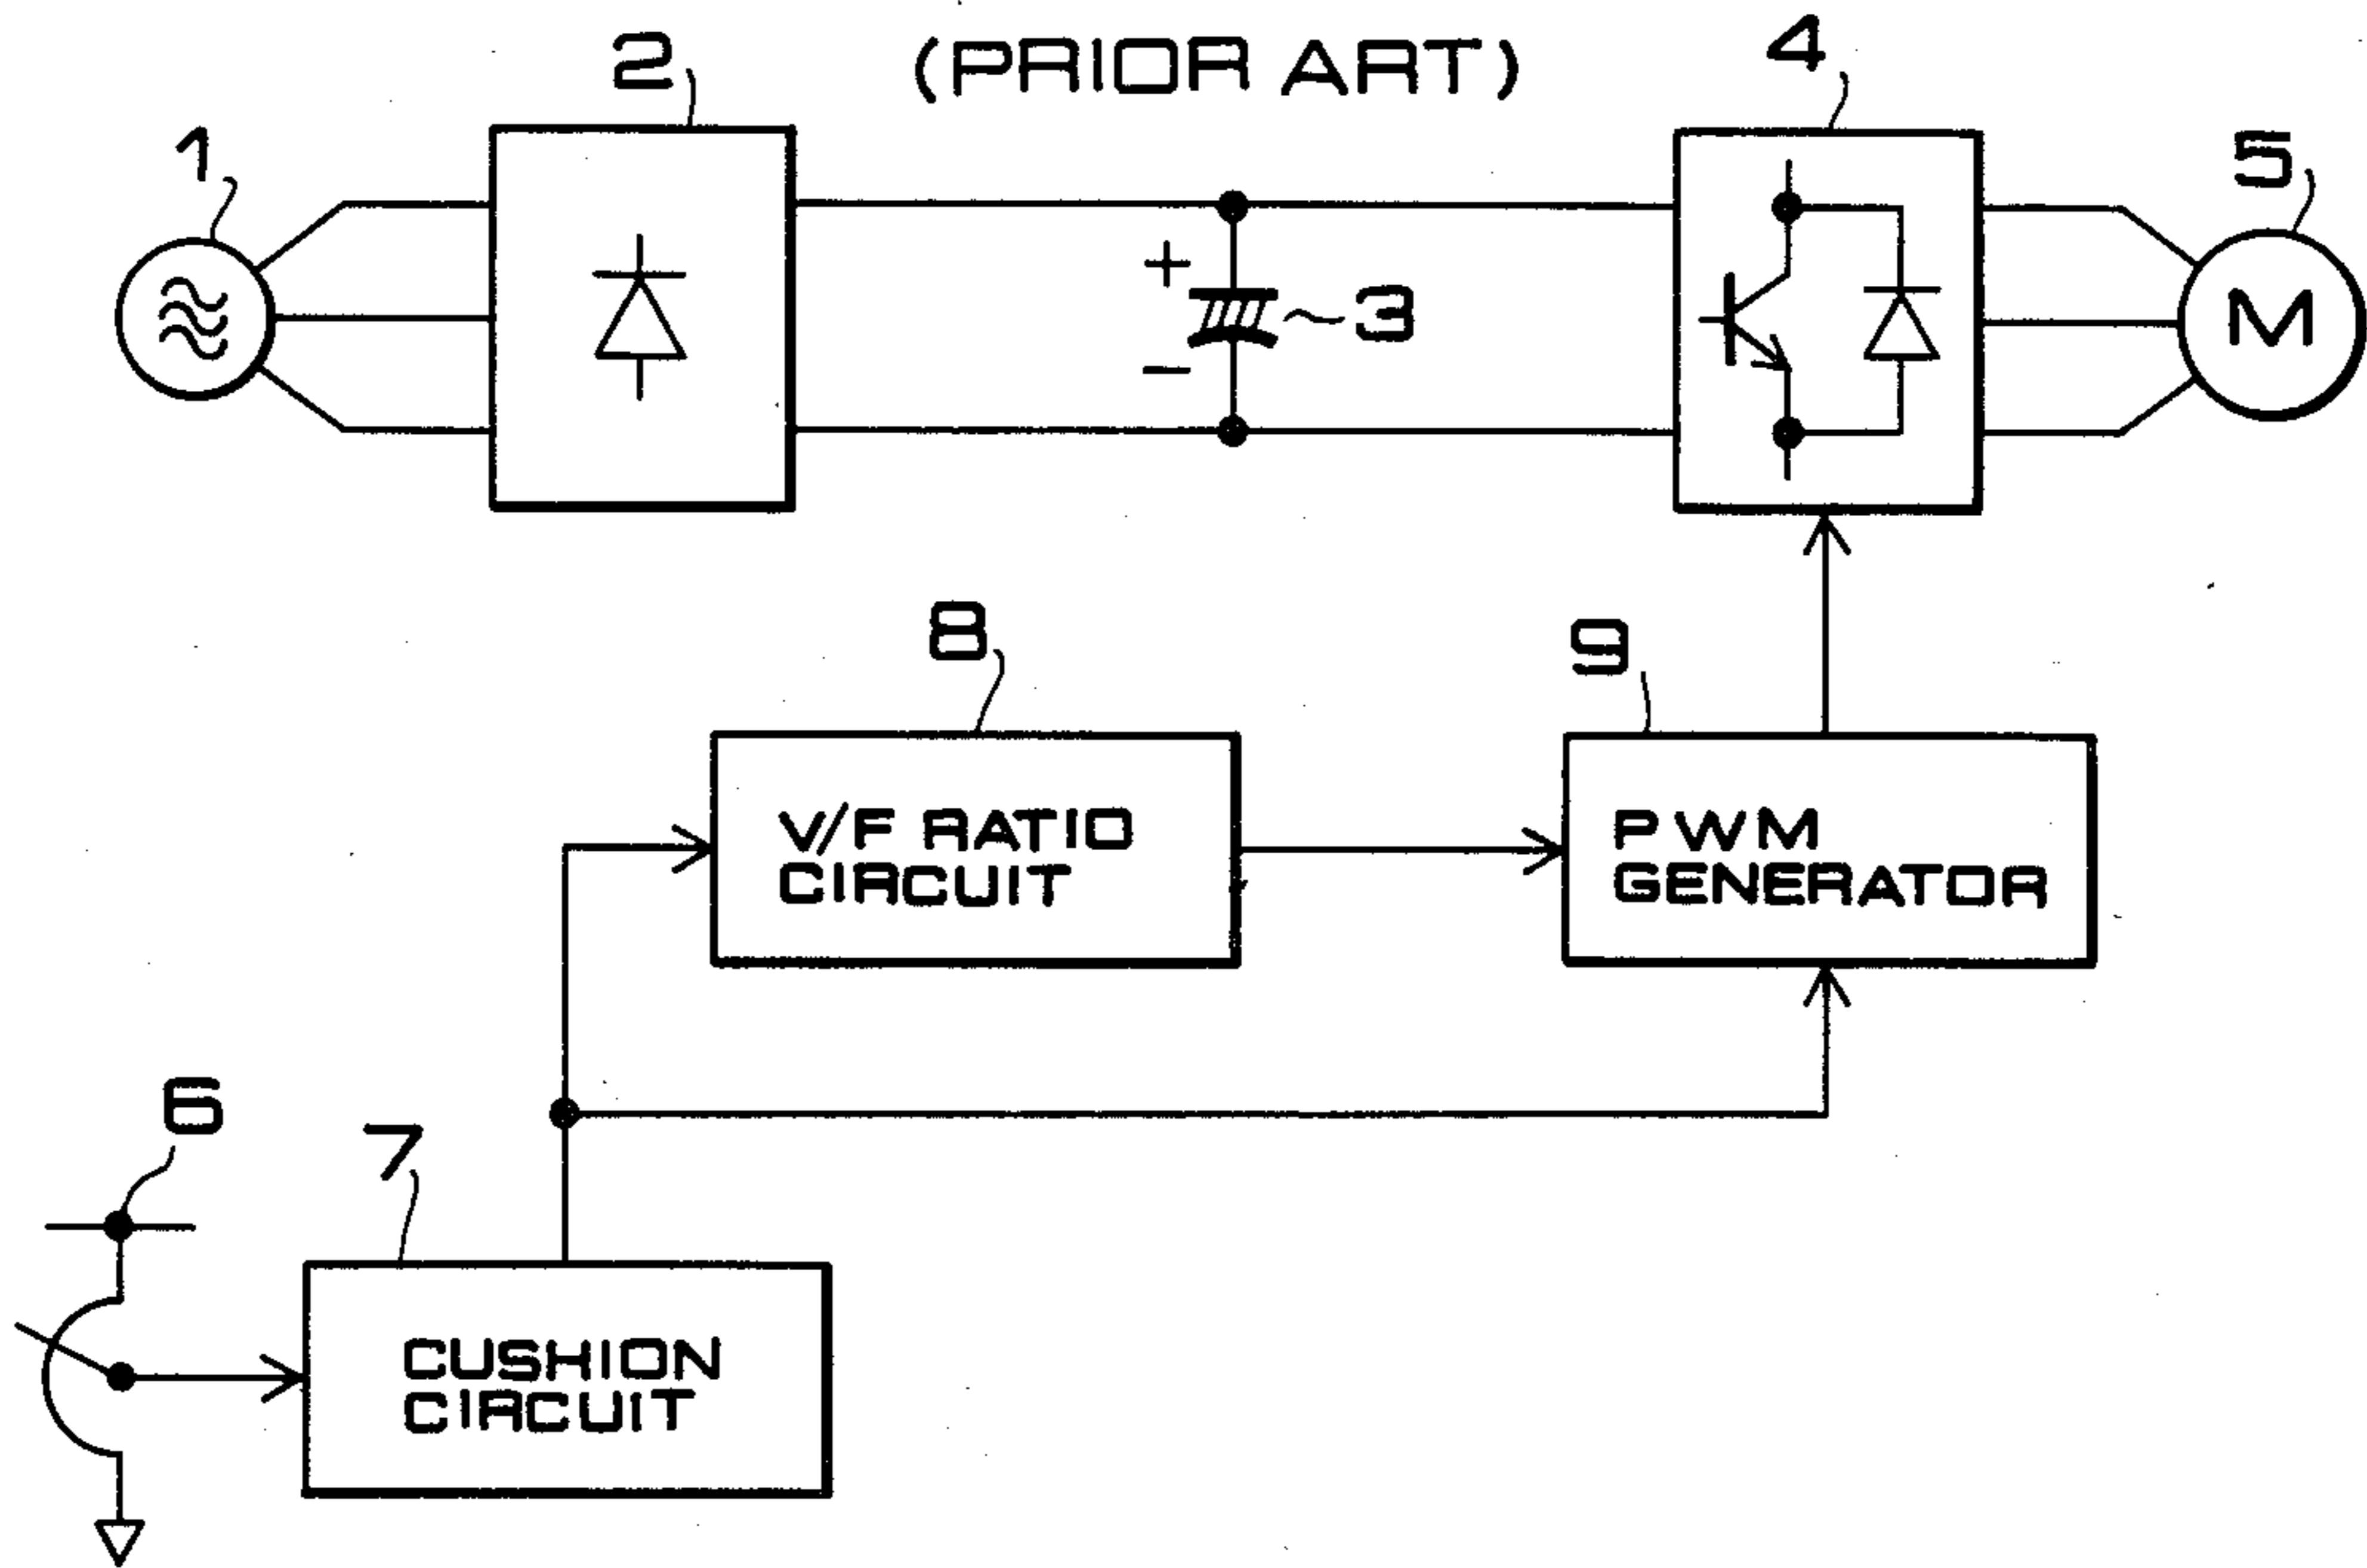 (PRIOR ART)
1
2
3
4
5
+
−
M
6
7
8
9
V/F RATIO
CIRCUIT
PWM
GENERATOR
CUSHION
CIRCUIT